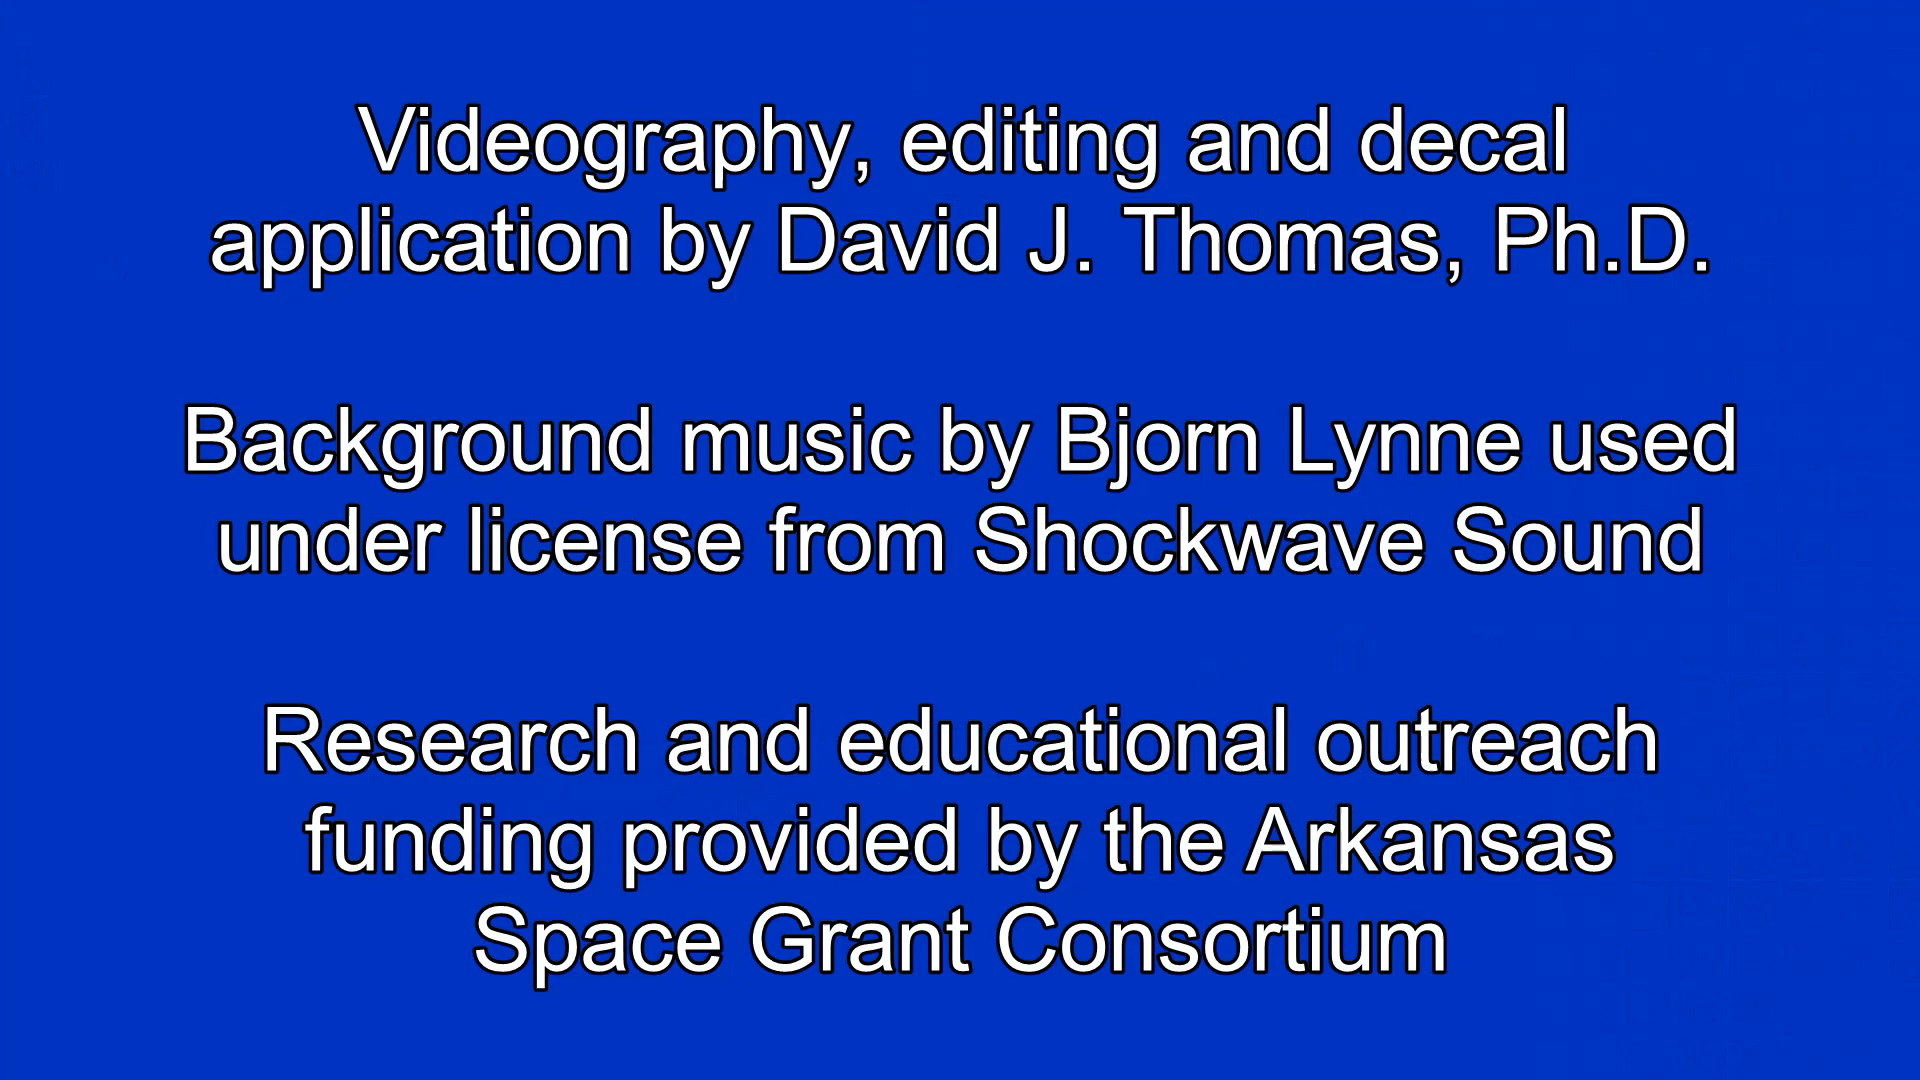 Videography, editing and decal
application by David J. Thomas, Ph.D.
Background music by Bjorn Lynne used
under license from Shockwave Sound
Research and educational outreach
funding provided by the Arkansas
Space Grant Consortium